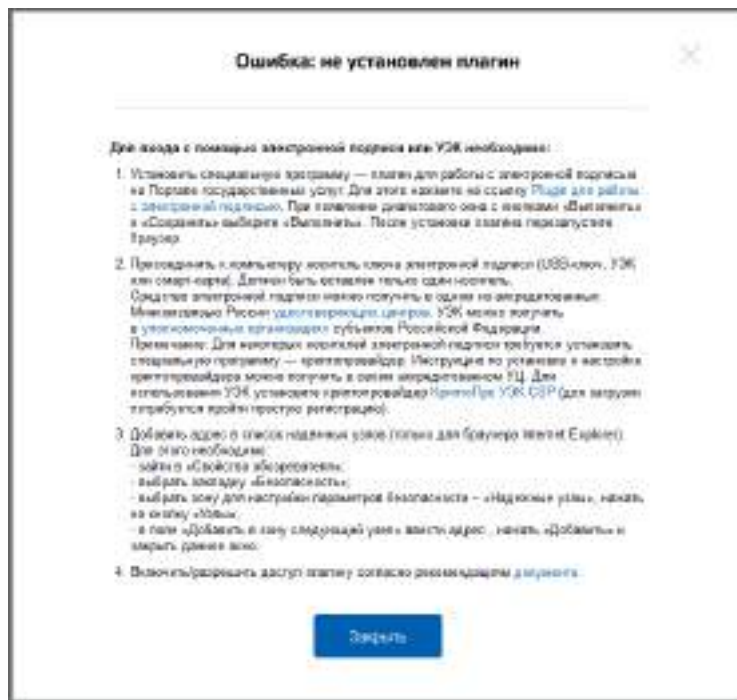 Ошибка: не установлен плагин
Для входа с помощью электронной подписи или УЭК необходимо:
1. Установить специальную программу — плагин для работы с электронной подписью
на Портале государственных услуг. Для этого нажмите на ссылку Plugin для работы
с электронной подписью. При появлении диалогового окна с кнопками «Выполнить»
и «Сохранить» выберите «Выполнить». После установки плагина перезапустите
браузер.
2. Присоединить к компьютеру носитель ключа электронной подписи (USB-ключ, УЭК
или смарт-карта). Должен быть вставлен только один носитель.
Средство электронной подписи можно получить в одном из аккредитованных
Минкомсвязью России удостоверяющих центров. УЭК можно получить
в уполномоченных организациях субъектов Российской Федерации.
Примечание: Для некоторых носителей электронной подписи требуется установить
специальную программу — криптопровайдер. Инструкцию по установке и настройке
криптопровайдера можно получить в своем аккредитованном УЦ. Для
использования УЭК установите криптопровайдер КриптоПро УЭК CSP (для загрузки
потребуется пройти простую регистрацию).
3. Добавить адрес в список надежных узлов (только для браузера Internet Explorer).
Для этого необходимо:
- зайти в «Свойства обозревателя»;
- выбрать закладку «Безопасность»;
- выбрать зону для настройки параметров безопасности – «Надежные узлы», нажать
на кнопку «Узлы»;
- в поле «Добавить в зону следующий узел» ввести адрес , нажать «Добавить» и
закрыть данное окно.
4. Включить/разрешить доступ плагину согласно рекомендациям документа.
Закрыть